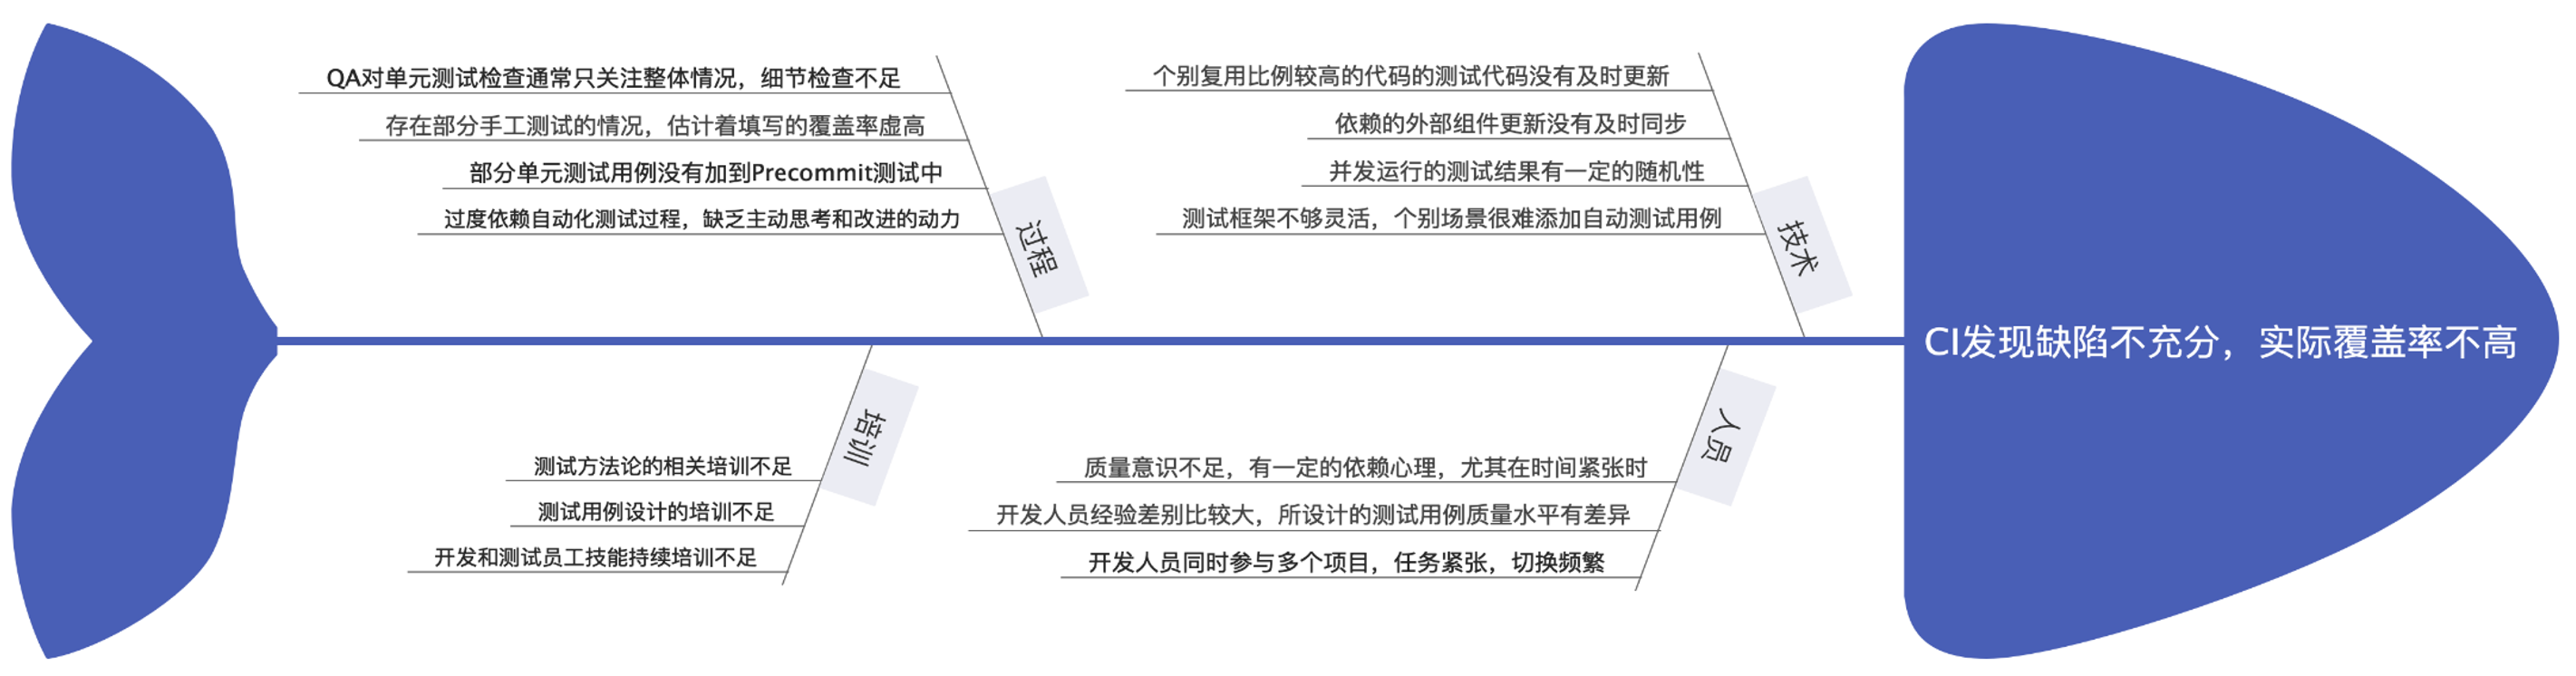 QA对单元测试检查通常只关注整体情况，细节检查不足
存在部分手工测试的情况，估计着填写的覆盖率虚高
部分单元测试用例没有加到Precommit测试中
过度依赖自动化测试过程，缺乏主动思考和改进的动力
过程
个别复用比例较高的代码的测试代码没有及时更新
依赖的外部组件更新没有及时同步
并发运行的测试结果有一定的随机性
测试框架不够灵活，个别场景很难添加自动测试用例
技术
CI发现缺陷不充分，实际覆盖率不高
培训
测试方法论的相关培训不足
测试用例设计的培训不足
开发和测试员工技能持续培训不足
人员
质量意识不足，有一定的依赖心理，尤其在时间紧张时
开发人员经验差别比较大，所设计的测试用例质量水平有差异
开发人员同时参与多个项目，任务紧张，切换频繁